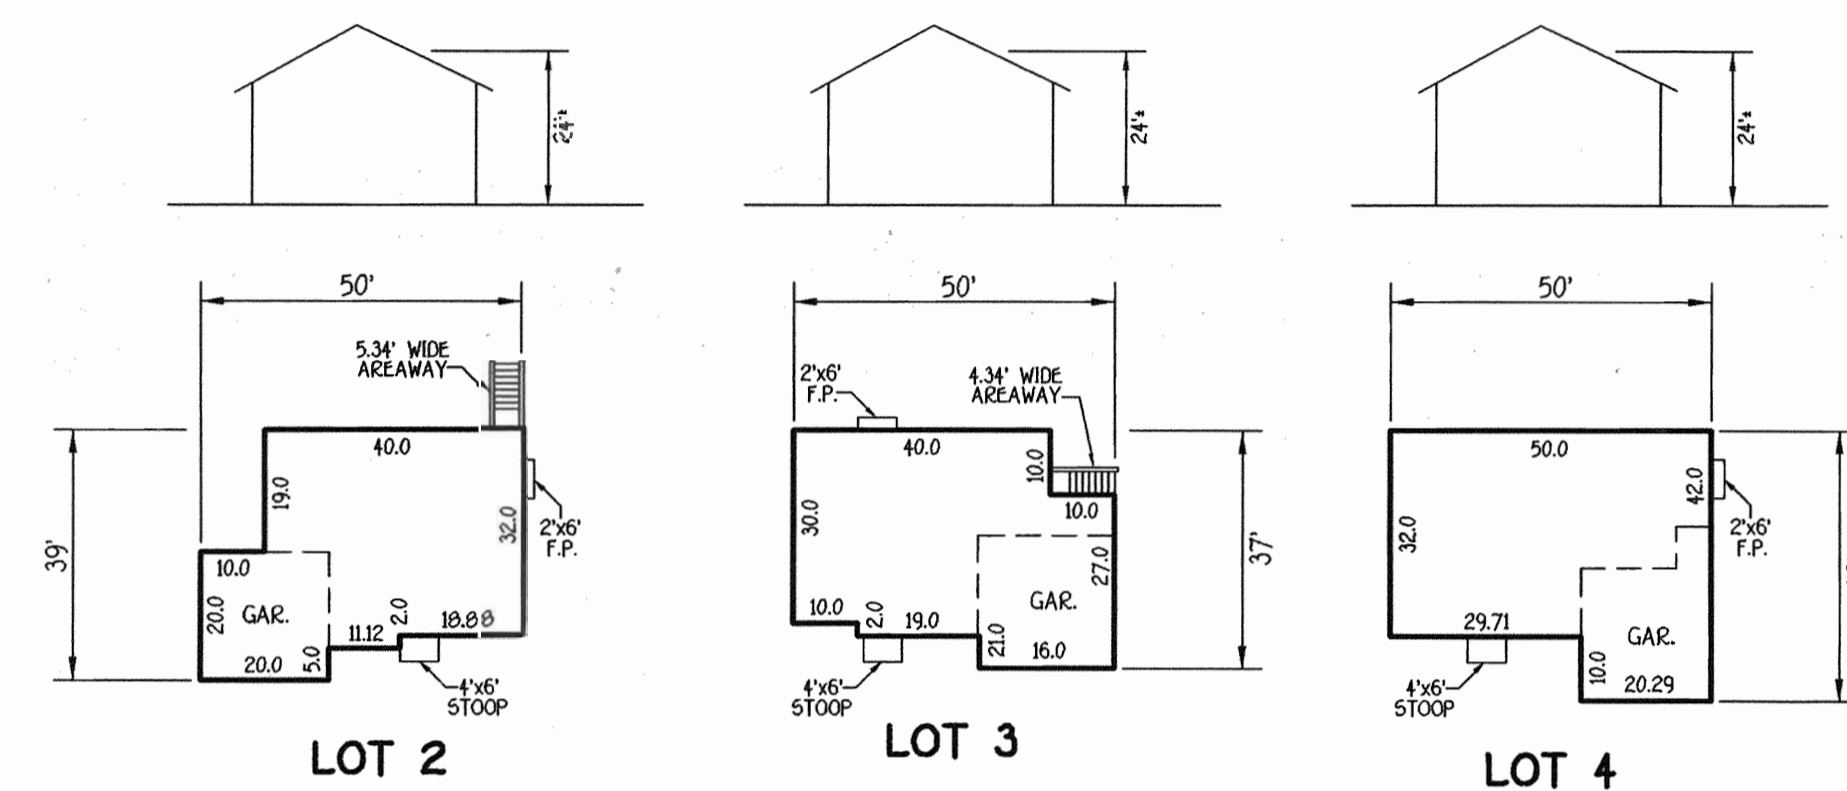 24'±
24'±
24'±
50'
5.34' WIDE
AREAWAY
40.0
19.0
32.0
2'x6'
F.P.
39'
10.0
20.0
GAR.
2.0
18.88
11.12
20.0
5.0
4'x6'
STOOP
LOT 2
50'
2'x6'
F.P.
4.34' WIDE
AREAWAY
40.0
10.0
10.0
30.0
27.0
37'
GAR.
10.0
2.0
19.0
21.0
16.0
4'x6'
STOOP
LOT 3
50'
50.0
42.0
32.0
2'x6'
F.P.
29.71
GAR.
10.0
20.29
4'x6'
STOOP
LOT 4